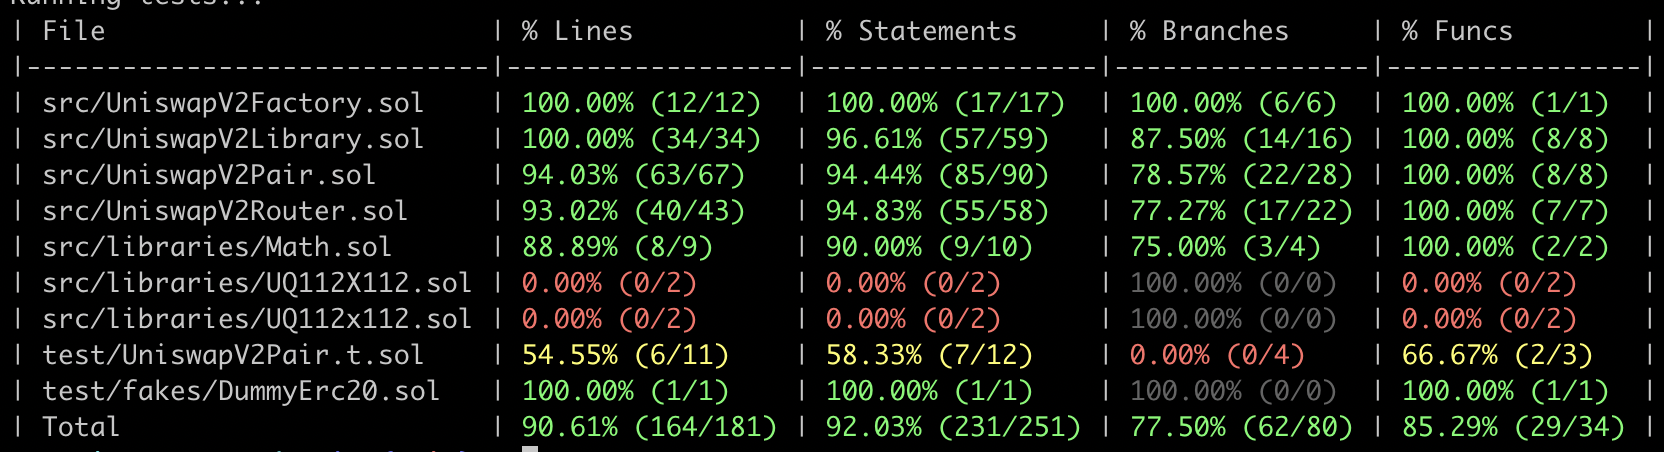 Running tests...
| File | % Lines | % Statements | % Branches | % Funcs |
|-----------------------------|------------------|------------------|----------------|----------------|
| src/UniswapV2Factory.sol | 100.00% (12/12) | 100.00% (17/17) | 100.00% (6/6) | 100.00% (1/1) |
| src/UniswapV2Library.sol | 100.00% (34/34) | 96.61% (57/59) | 87.50% (14/16) | 100.00% (8/8) |
| src/UniswapV2Pair.sol | 94.03% (63/67) | 94.44% (85/90) | 78.57% (22/28) | 100.00% (8/8) |
| src/UniswapV2Router.sol | 93.02% (40/43) | 94.83% (55/58) | 77.27% (17/22) | 100.00% (7/7) |
| src/libraries/Math.sol | 88.89% (8/9) | 90.00% (9/10) | 75.00% (3/4) | 100.00% (2/2) |
| src/libraries/UQ112X112.sol | 0.00% (0/2) | 0.00% (0/2) | 100.00% (0/0) | 0.00% (0/2) |
| src/libraries/UQ112x112.sol | 0.00% (0/2) | 0.00% (0/2) | 100.00% (0/0) | 0.00% (0/2) |
| test/UniswapV2Pair.t.sol | 54.55% (6/11) | 58.33% (7/12) | 0.00% (0/4) | 66.67% (2/3) |
| test/fakes/DummyErc20.sol | 100.00% (1/1) | 100.00% (1/1) | 100.00% (0/0) | 100.00% (1/1) |
| Total | 90.61% (164/181) | 92.03% (231/251) | 77.50% (62/80) | 85.29% (29/34) |